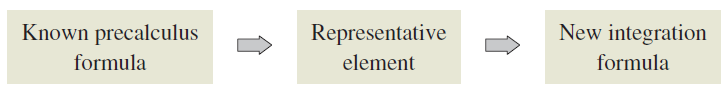 Known precalculus
formula
Representative
element
New integration
formula